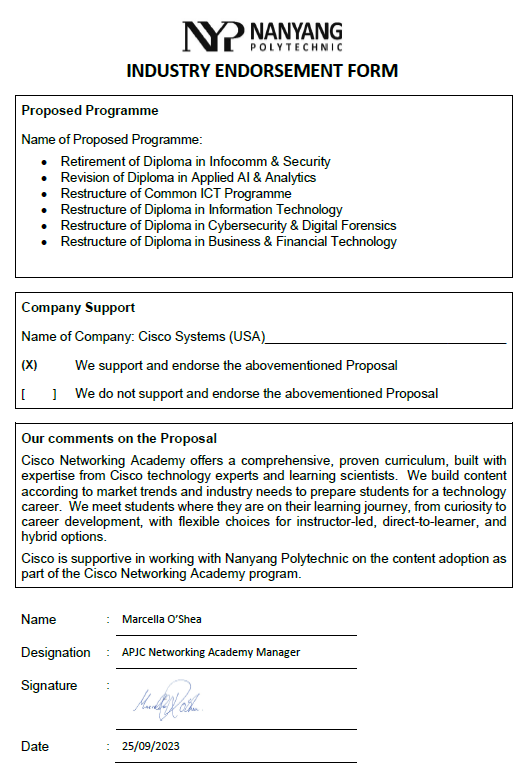 NYP NANYANG
POLYTECHNIC
INDUSTRY ENDORSEMENT FORM
Proposed Programme
Name of Proposed Programme:
• Retirement of Diploma in Infocomm & Security
• Revision of Diploma in Applied AI & Analytics
• Restructure of Common ICT Programme
• Restructure of Diploma in Information Technology
• Restructure of Diploma in Cybersecurity & Digital Forensics
• Restructure of Diploma in Business & Financial Technology
Company Support
Name of Company: Cisco Systems (USA)
(X) We support and endorse the abovementioned Proposal
[ ] We do not support and endorse the abovementioned Proposal
Our comments on the Proposal
Cisco Networking Academy offers a comprehensive, proven curriculum, built with
expertise from Cisco technology experts and learning scientists. We build content
according to market trends and industry needs to prepare students for a technology
career. We meet students where they are on their learning journey, from curiosity to
career development, with flexible choices for instructor-led, direct-to-learner, and
hybrid options.
Cisco is supportive in working with Nanyang Polytechnic on the content adoption as
part of the Cisco Networking Academy program.
Name : Marcella O'Shea
Designation : APJC Networking Academy Manager
Signature :
Date : 25/09/2023